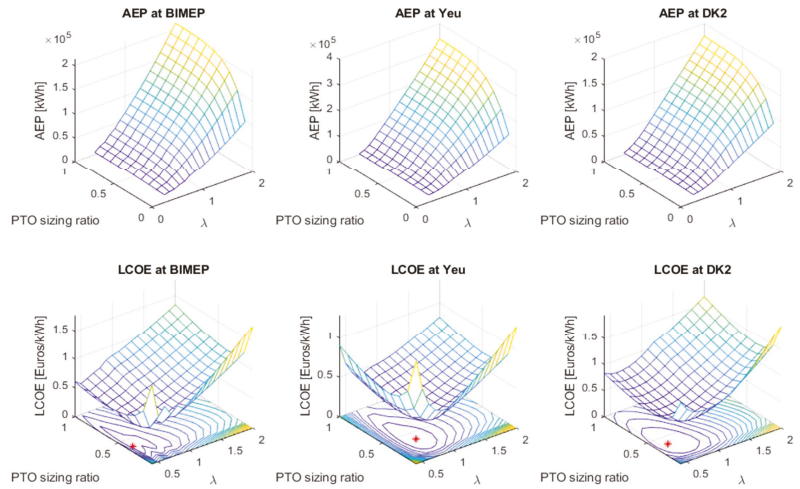 AEP at BIMEP
×10⁵
AEP [kWh]
2
1.5
1
0.5
0
1
0.5
0
0
1
2
PTO sizing ratio
λ
AEP at Yeu
×10⁵
AEP [kWh]
4
3
2
1
0
1
0.5
0
0
1
2
PTO sizing ratio
λ
AEP at DK2
×10⁵
AEP [kWh]
2
1.5
1
0.5
0
1
0.5
0
0
1
2
PTO sizing ratio
λ
LCOE at BIMEP
LCOE [Euros/kWh]
1.5
1
0.5
0
1
0.5
0.5
1
1.5
2
PTO sizing ratio
λ
LCOE at Yeu
LCOE [Euros/kWh]
1
0.5
0
1
0.5
0.5
1
1.5
2
PTO sizing ratio
λ
LCOE at DK2
LCOE [Euros/kWh]
1.5
1
0.5
0
1
0.5
0.5
1
1.5
2
PTO sizing ratio
λ